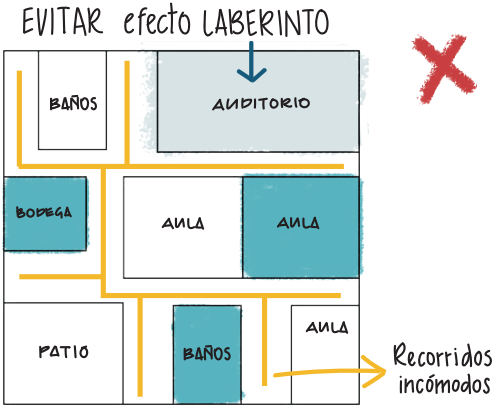 EVITAR efecto LABERINTO
BAÑOS
AUDITORIO
BODEGA
AULA
AULA
PATIO
BAÑOS
AULA
Recorridos
incómodos